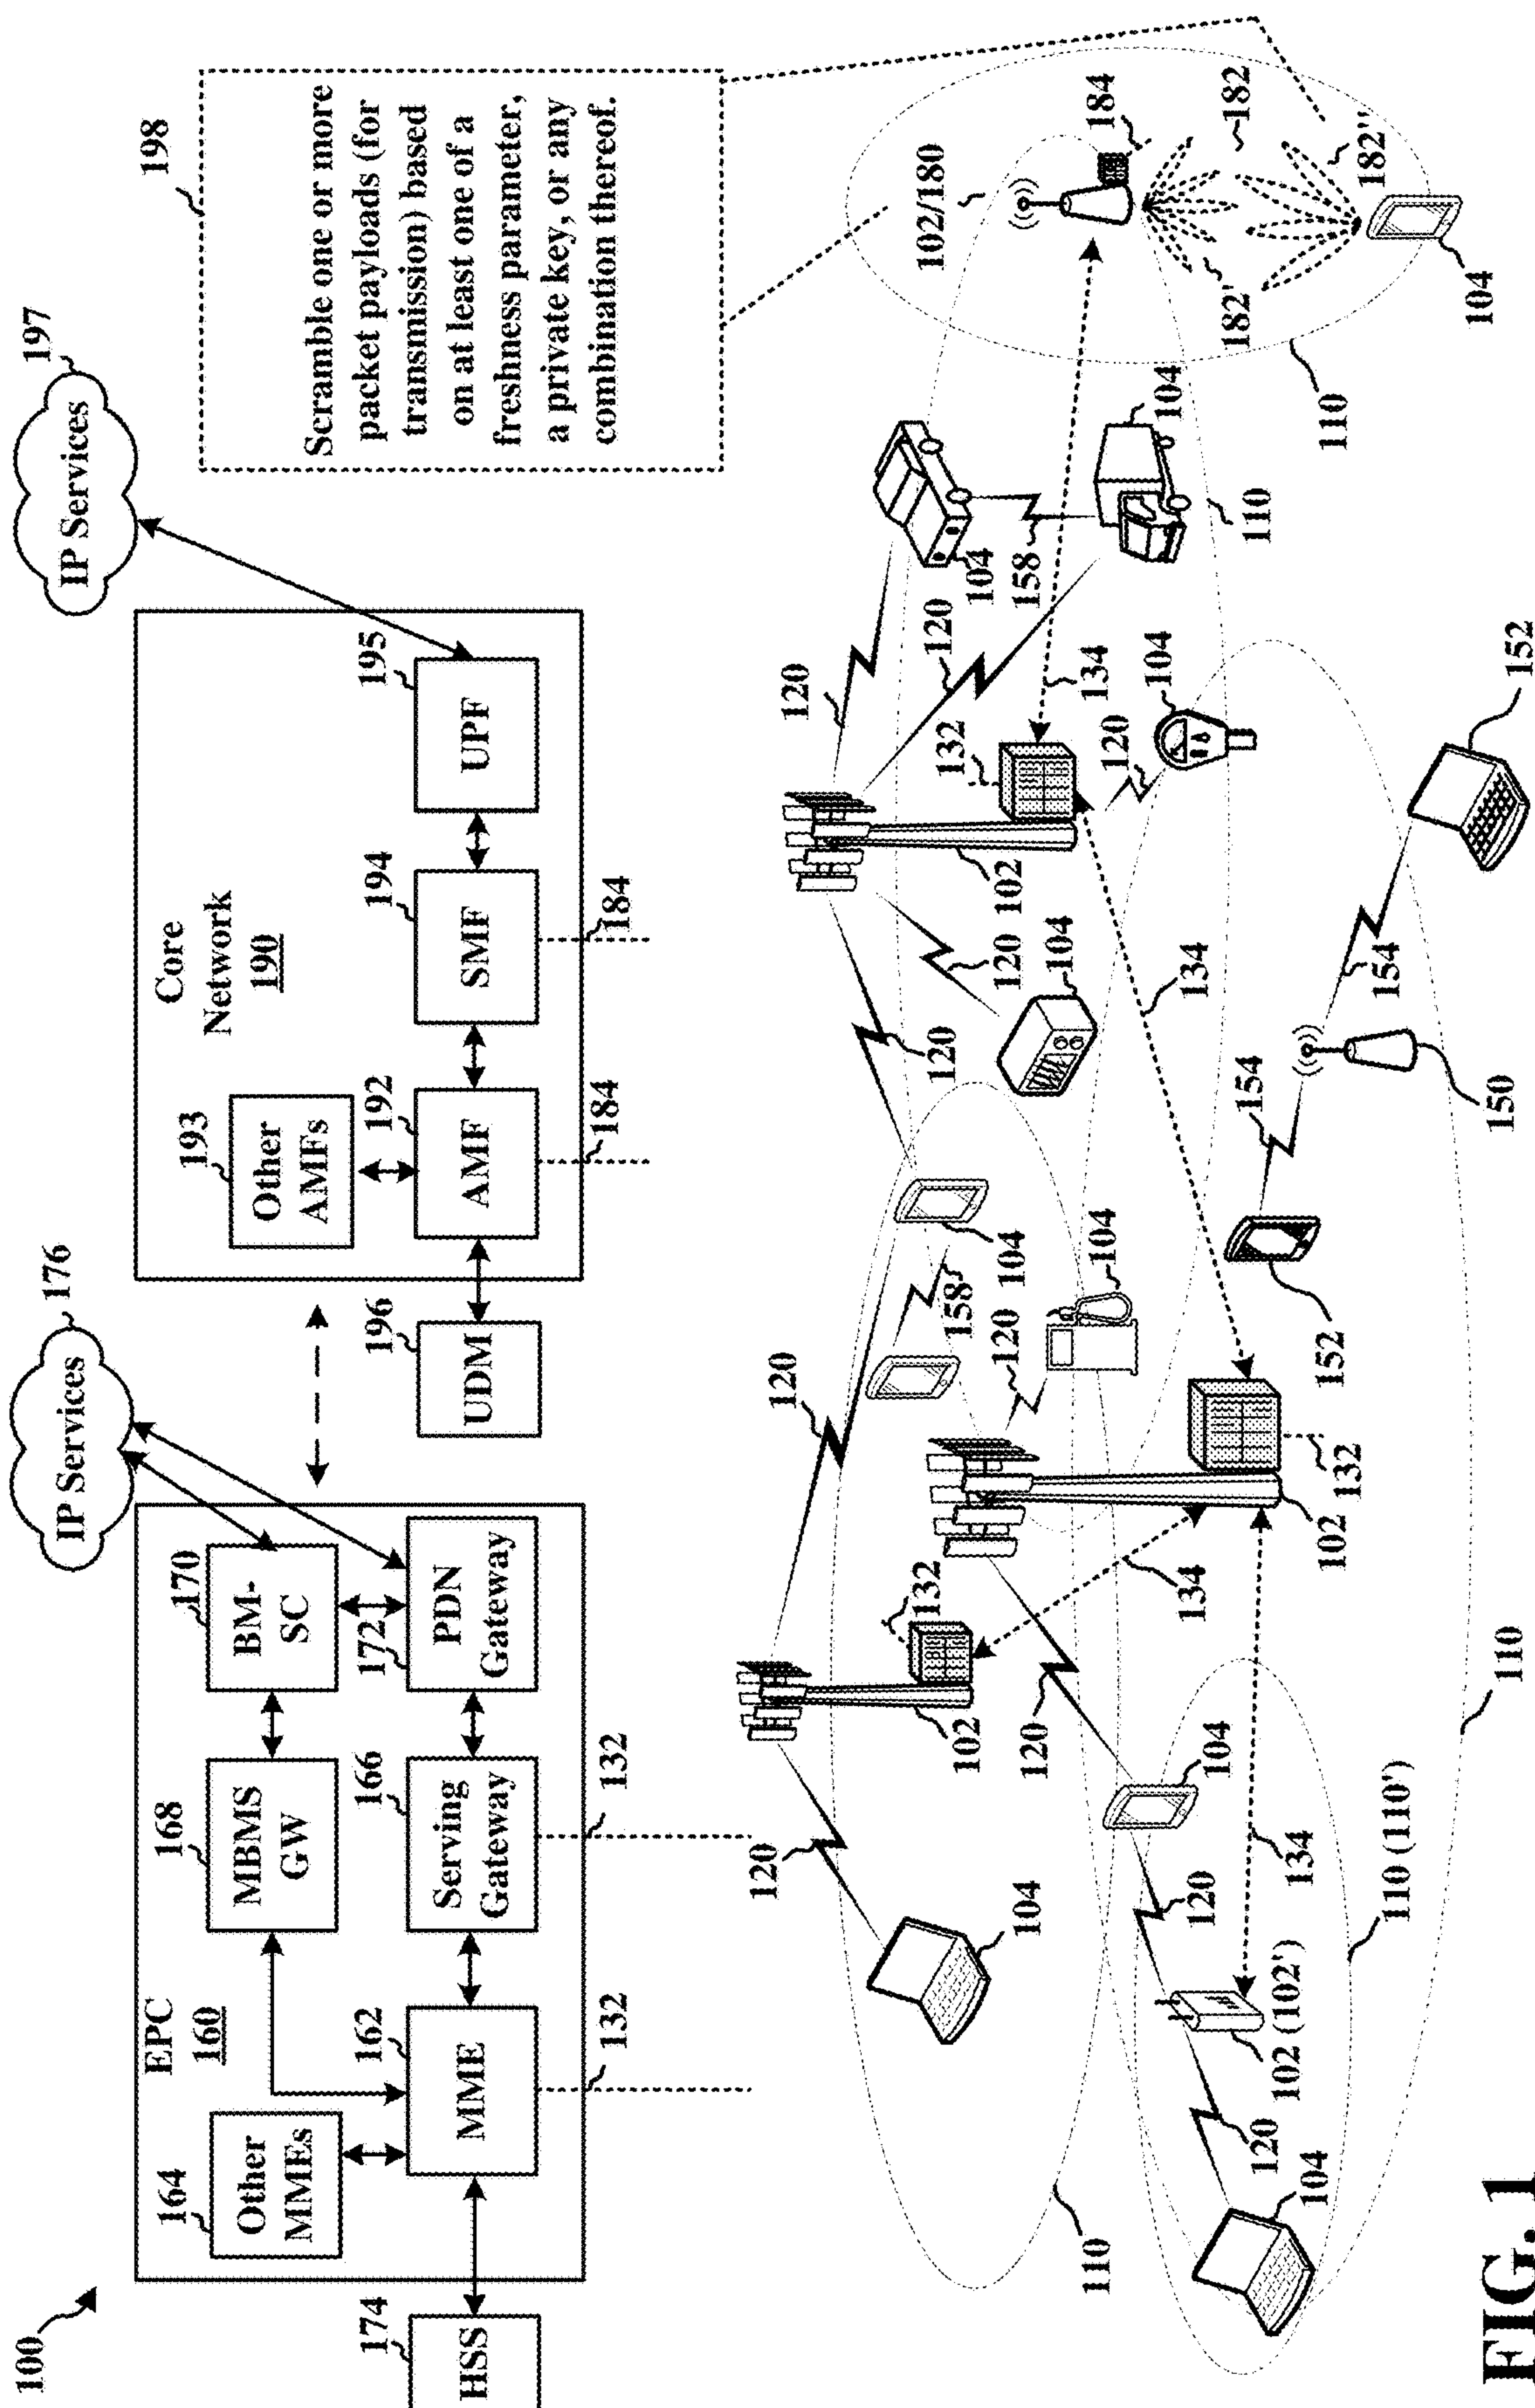 100
174
HSS
EPC
160
164
Other
MMEs
162
MME
132
168
MBMS
GW
166
Serving
Gateway
132
170
BM-
SC
172
PDN
Gateway
176
IP Services
196
UDM
Core
Network
190
193
Other
AMFs
192
AMF
184
194
SMF
184
195
UPF
197
IP Services
198
Scramble one or more
packet payloads (for
transmission) based
on at least one of a
freshness parameter,
a private key, or any
combination thereof.
120
120
120
120
120
104
104
158
104
110
102/180
184
182
182'
182''
104
110
132
102
134
120
104
120
104
134
158
104
120
104
132
102
134
132
102
120
104
110
120
104
120
104
120
102 (102')
134
110 (110')
110
152
154
150
154
152
FIG. 1